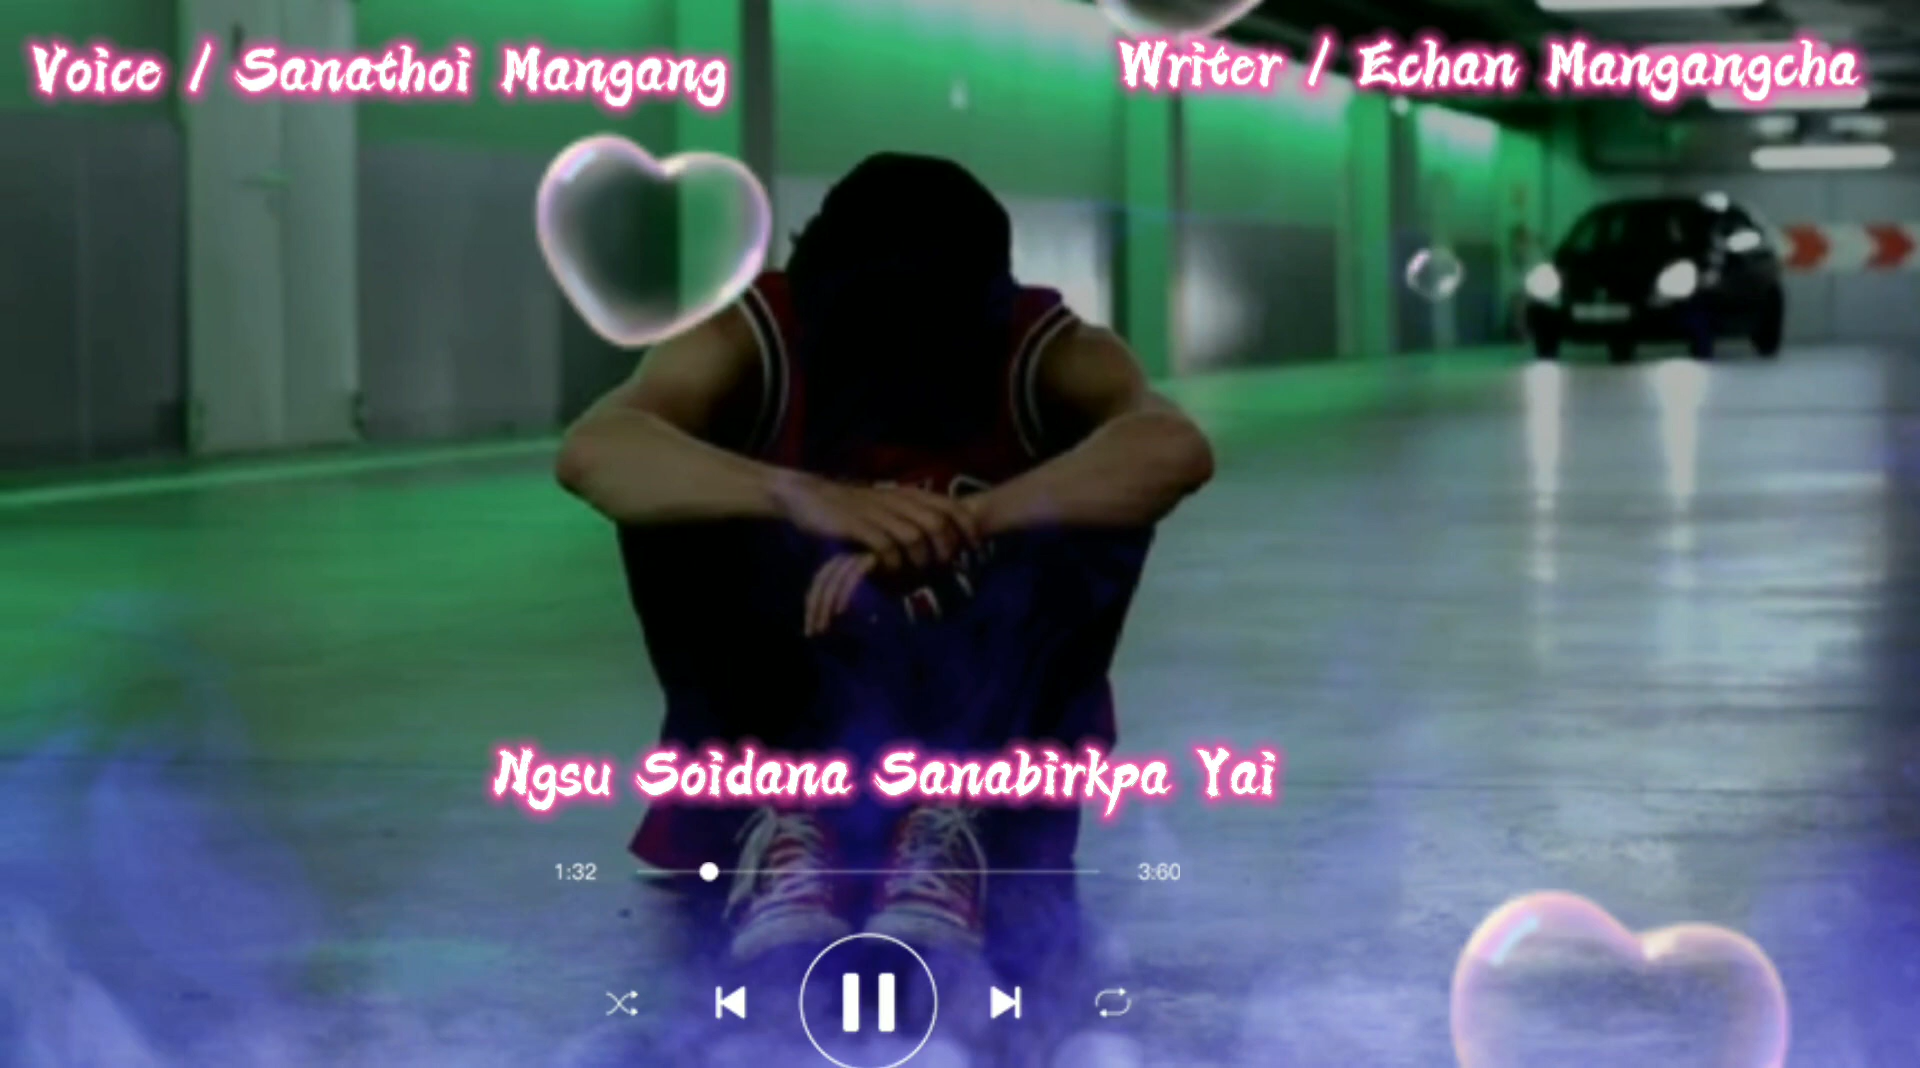 Voice / Sanathoi Mangang
Writer / Echan Mangangcha
Ngsu Soidana Sanabirkpa Yai
1:32
3:60